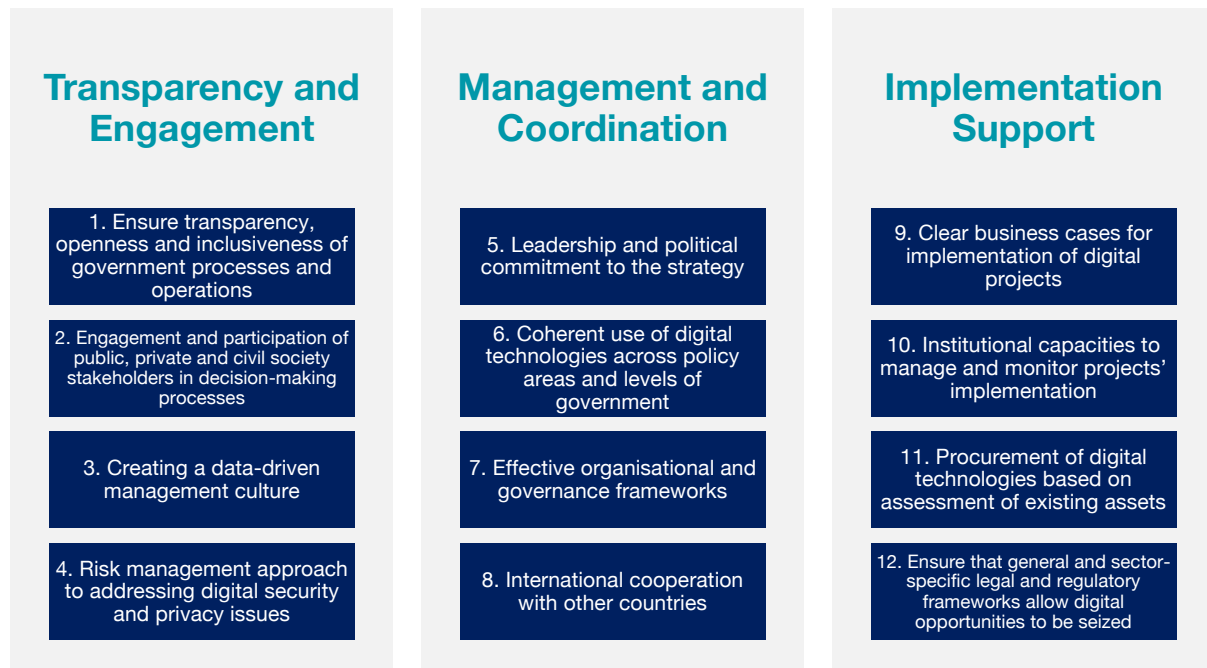 Transparency and
Engagement
1. Ensure transparency,
openness and inclusiveness of
government processes and
operations
2. Engagement and participation of
public, private and civil society
stakeholders in decision-making
processes
3. Creating a data-driven
management culture
4. Risk management approach
to addressing digital security
and privacy issues
Management and
Coordination
5. Leadership and political
commitment to the strategy
6. Coherent use of digital
technologies across policy
areas and levels of
government
7. Effective organisational and
governance frameworks
8. International cooperation
with other countries
Implementation
Support
9. Clear business cases for
implementation of digital
projects
10. Institutional capacities to
manage and monitor projects’
implementation
11. Procurement of digital
technologies based on
assessment of existing assets
12. Ensure that general and sector-
specific legal and regulatory
frameworks allow digital
opportunities to be seized